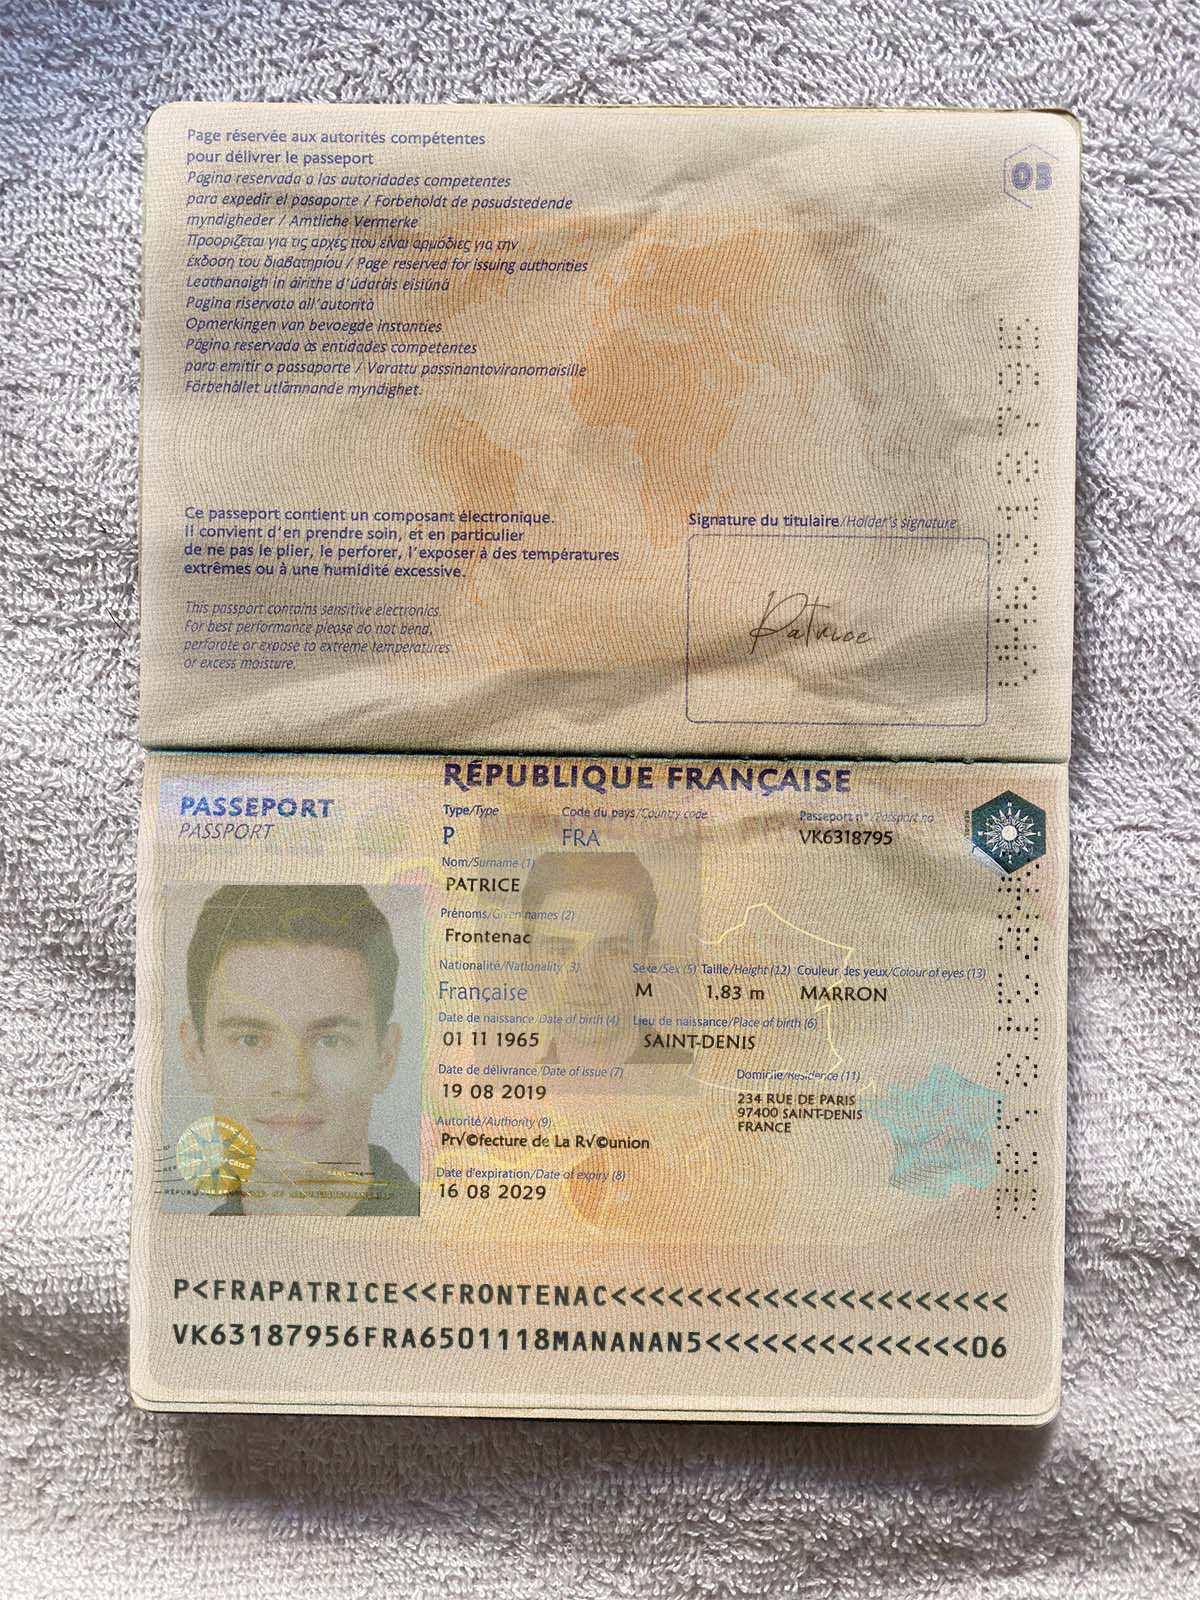 Page réservée aux autorités compétentes
pour délivrer le passeport
03
Pagina reservada a las autoridades competentes
para expedir el pasaporte / Forbeholdt de pasudstedende
myndigheder / Amtliche Vermerke
Προορίζεται για τις αρχές που είναι αρμόδιες για την
έκδοση του διαβατηρίου / Page reserved for issuing authorities
Leathanaigh in áirithe d'údaráis eisiúná
Pagina riservata all'autorità
Opmerkingen van bevoegde instanties
Página reservada às entidades competentes
para emitir o passaporte / Varattu passinantoviranomaisille
Förbehållet utlämnande myndighet.
Ce passeport contient un composant électronique.
Il convient d'en prendre soin, et en particulier
de ne pas le plier, le perforer, l'exposer à des températures
extrêmes ou à une humidité excessive.
This passport contains sensitive electronics.
For best performance please do not bend,
perforate or expose to extreme temperatures
or excess moisture.
Signature du titulaire/Holder's signature
Patrice
RÉPUBLIQUE FRANÇAISE
PASSEPORT
PASSPORT
Type/Type Code du pays/Country code Passeport n°/Passport no
P FRA VK6318795
Nom/Surname (1)
PATRICE
Prénoms/Given names (2)
Frontenac
Nationalité/Nationality (3) Sexe/Sex (5) Taille/Height (12) Couleur des yeux/Colour of eyes (13)
Française M 1,83 m MARRON
Date de naissance/Date of birth (4) Lieu de naissance/Place of birth (6)
01 11 1965 SAINT-DENIS
Date de délivrance/Date of issue (7) Domicile/Residence (11)
19 08 2019
234 RUE DE PARIS
97400 SAINT-DENIS
FRANCE
Autorité/Authority (9)
Pr√©fecture de La R√©union
Date d'expiration/Date of expiry (8)
16 08 2029
P<FRAPATRICE<<FRONTENAC<<<<<<<<<<<<<<<<<<<<<
VK63187956FRA6501118MANANAN5<<<<<<<<<<<<<<06